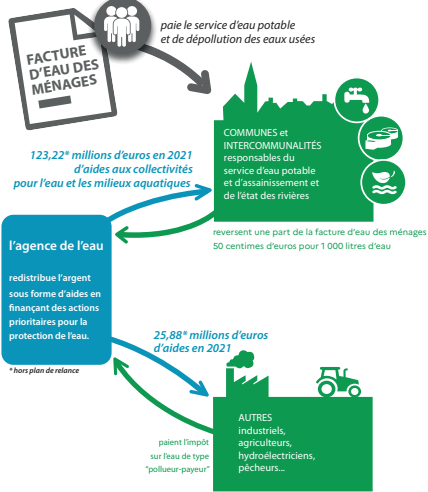 FACTURE
D'EAU DES
MÉNAGES
paie le service d'eau potable
et de dépollution des eaux usées
COMMUNES et
INTERCOMMUNALITÉS
responsables du
service d'eau potable
et d'assainissement et
de l'état des rivières
123,22* millions d'euros en 2021
d'aides aux collectivités
pour l'eau et les milieux aquatiques
reversent une part de la facture d'eau des ménages
50 centimes d'euros pour 1 000 litres d'eau
l'agence de l'eau
redistribue l'argent
sous forme d'aides en
finançant des actions
prioritaires pour la
protection de l'eau.
* hors plan de relance
25,88* millions d'euros
d'aides en 2021
paient l'impôt
sur l'eau de type
"pollueur-payeur"
AUTRES
industriels,
agriculteurs,
hydroélectriciens,
pêcheurs...